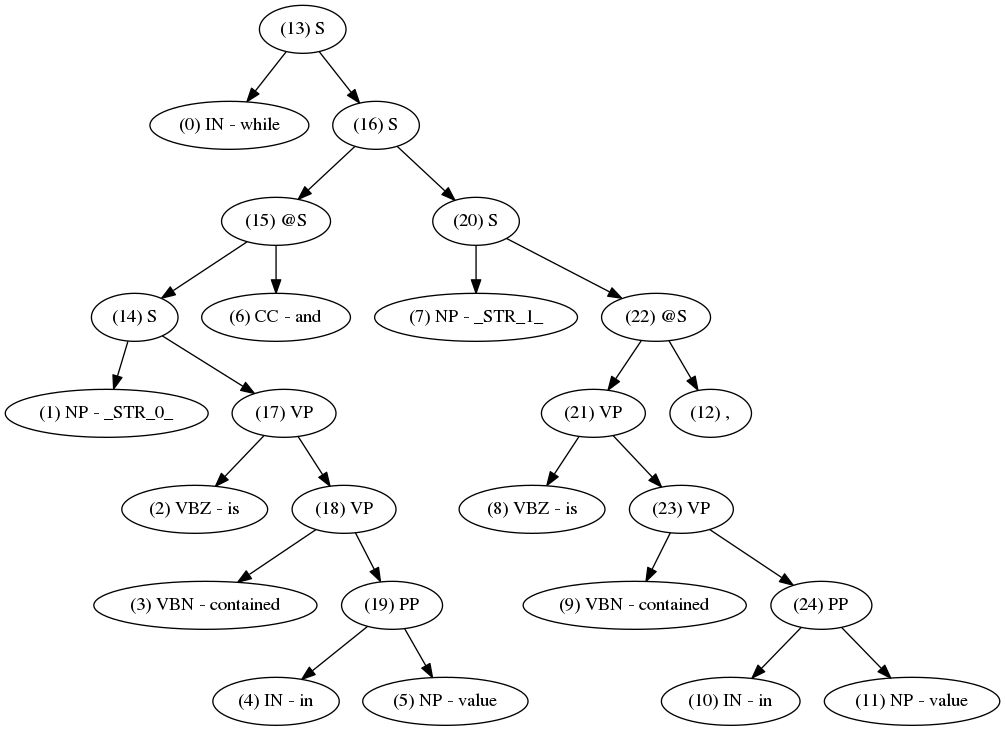 (13) S
(0) IN - while
(16) S
(15) @S
(20) S
(14) S
(6) CC - and
(7) NP - _STR_1_
(22) @S
(1) NP - _STR_0_
(17) VP
(21) VP
(12) ,
(2) VBZ - is
(18) VP
(8) VBZ - is
(23) VP
(3) VBN - contained
(19) PP
(9) VBN - contained
(24) PP
(4) IN - in
(5) NP - value
(10) IN - in
(11) NP - value